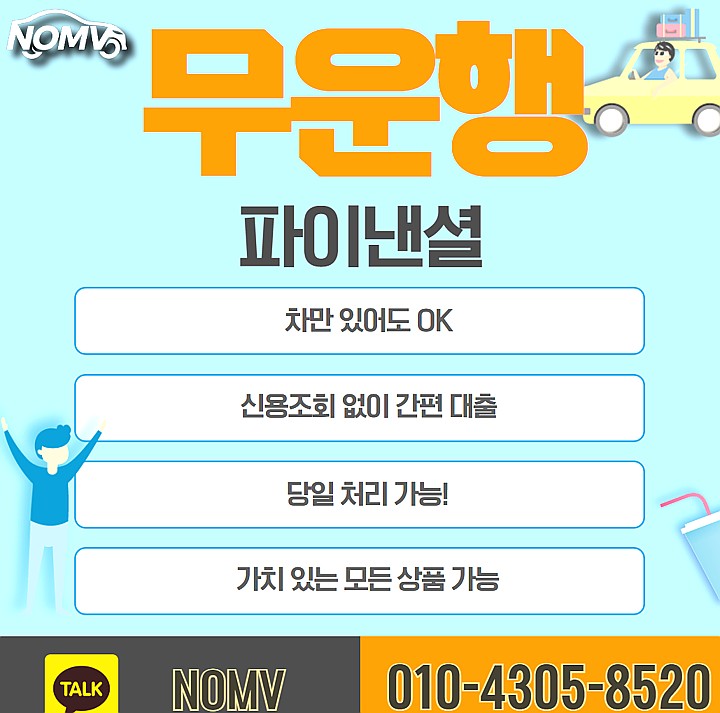 NOMV
무운행
파이낸셜
차만 있어도 OK
신용조회 없이 간편 대출
당일 처리 가능!
가치 있는 모든 상품 가능
TALK
NOMV
010-4305-8520